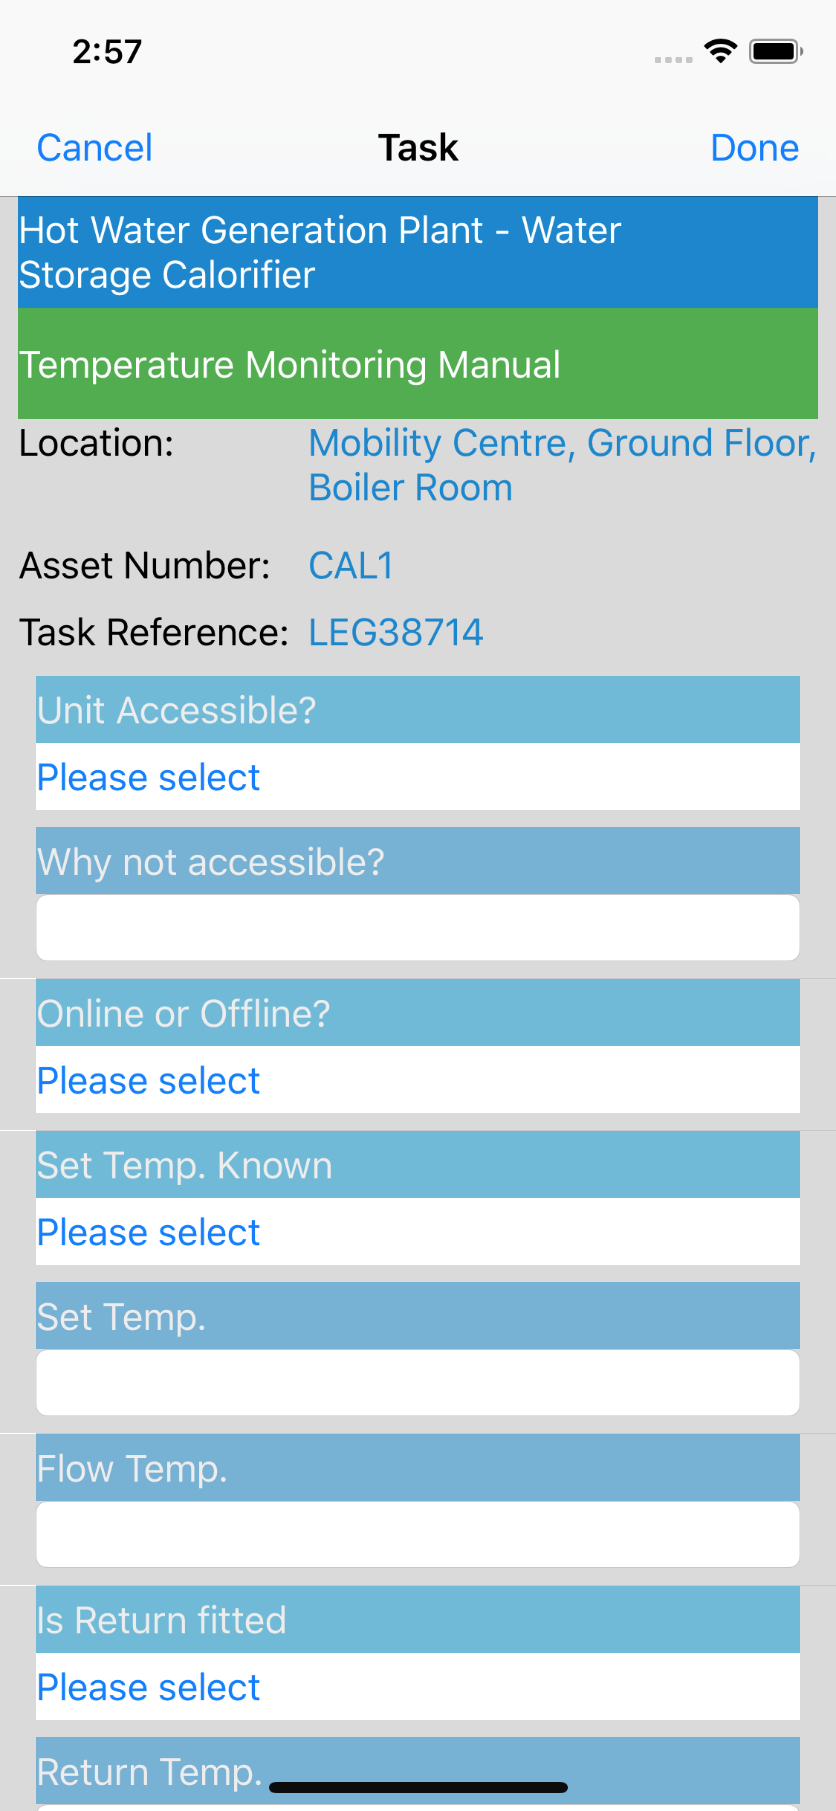 2:57
Cancel Task Done
Hot Water Generation Plant - Water
Storage Calorifier
Temperature Monitoring Manual
Location: Mobility Centre, Ground Floor,
Boiler Room
Asset Number: CAL1
Task Reference: LEG38714
Unit Accessible?
Please select
Why not accessible?
Online or Offline?
Please select
Set Temp. Known
Please select
Set Temp.
Flow Temp.
Is Return fitted
Please select
Return Temp.